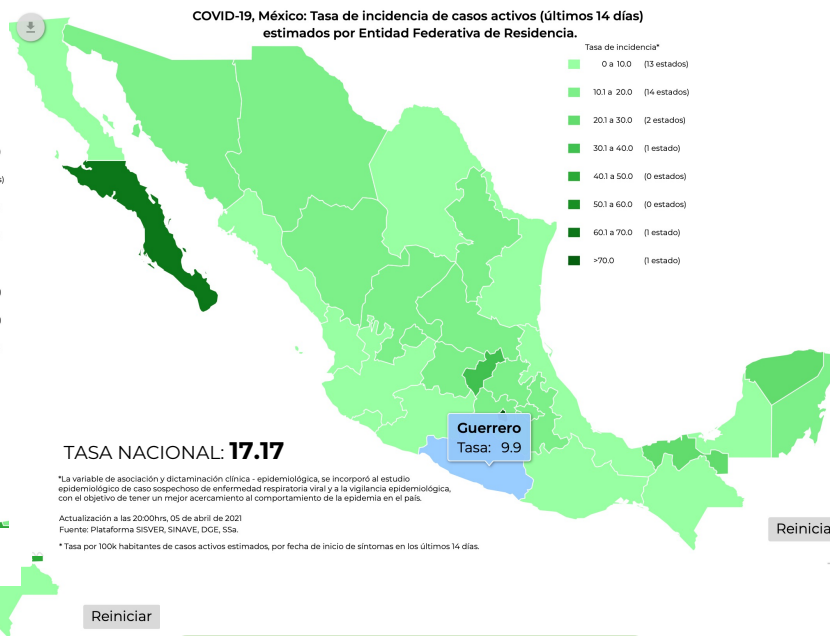 COVID-19, México: Tasa de incidencia de casos activos (últimos 14 días)
estimados por Entidad Federativa de Residencia.
Tasa de incidencia*
0 a 10.0 (13 estados)
10.1 a 20.0 (14 estados)
20.1 a 30.0 (2 estados)
30.1 a 40.0 (1 estado)
40.1 a 50.0 (0 estados)
50.1 a 60.0 (0 estados)
60.1 a 70.0 (1 estado)
>70.0 (1 estado)
Guerrero
Tasa: 9.9
TASA NACIONAL: 17.17
*La variable de asociación y dictaminación clínica - epidemiológica, se incorporó al estudio
epidemiológico de caso sospechoso de enfermedad respiratoria viral y a la vigilancia epidemiológica,
con el objetivo de tener un mejor acercamiento al comportamiento de la epidemia en el país.
Actualización a las 20:00hrs, 05 de abril de 2021
Fuente: Plataforma SISVER, SINAVE, DGE, SSa.
* Tasa por 100k habitantes de casos activos estimados, por fecha de inicio de síntomas en los últimos 14 días.
Reinicia
Reiniciar